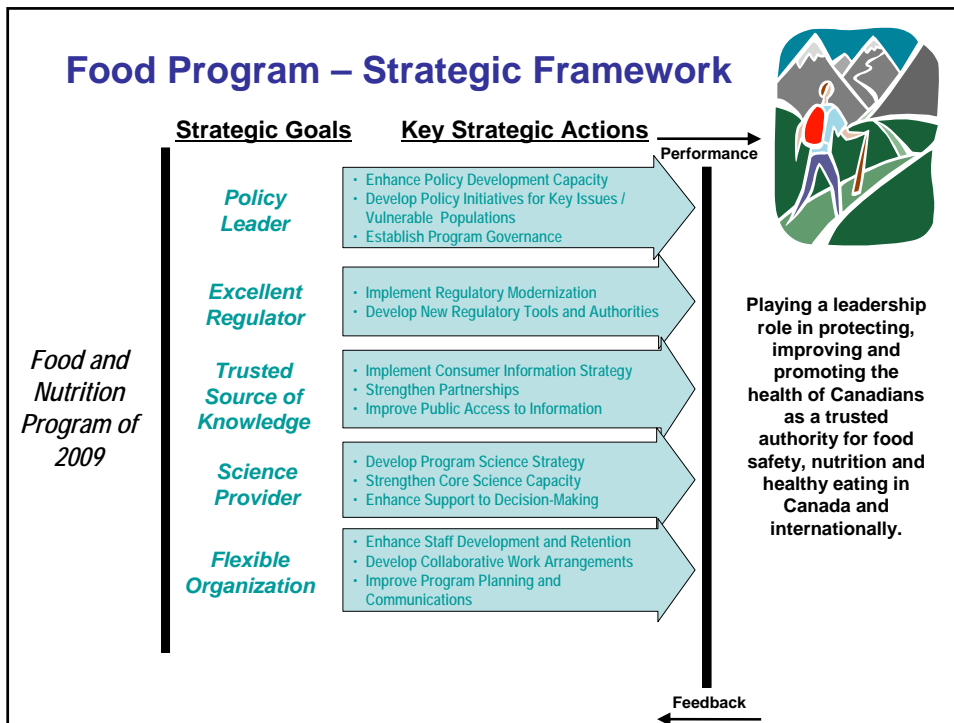 Food Program – Strategic Framework
Strategic Goals
Key Strategic Actions
Performance
Food and
Nutrition
Program of
2009
Policy
Leader
• Enhance Policy Development Capacity
• Develop Policy Initiatives for Key Issues /
Vulnerable Populations
• Establish Program Governance
Excellent
Regulator
• Implement Regulatory Modernization
• Develop New Regulatory Tools and Authorities
Trusted
Source of
Knowledge
• Implement Consumer Information Strategy
• Strengthen Partnerships
• Improve Public Access to Information
Science
Provider
• Develop Program Science Strategy
• Strengthen Core Science Capacity
• Enhance Support to Decision-Making
Flexible
Organization
• Enhance Staff Development and Retention
• Develop Collaborative Work Arrangements
• Improve Program Planning and
Communications
Playing a leadership
role in protecting,
improving and
promoting the
health of Canadians
as a trusted
authority for food
safety, nutrition and
healthy eating in
Canada and
internationally.
Feedback